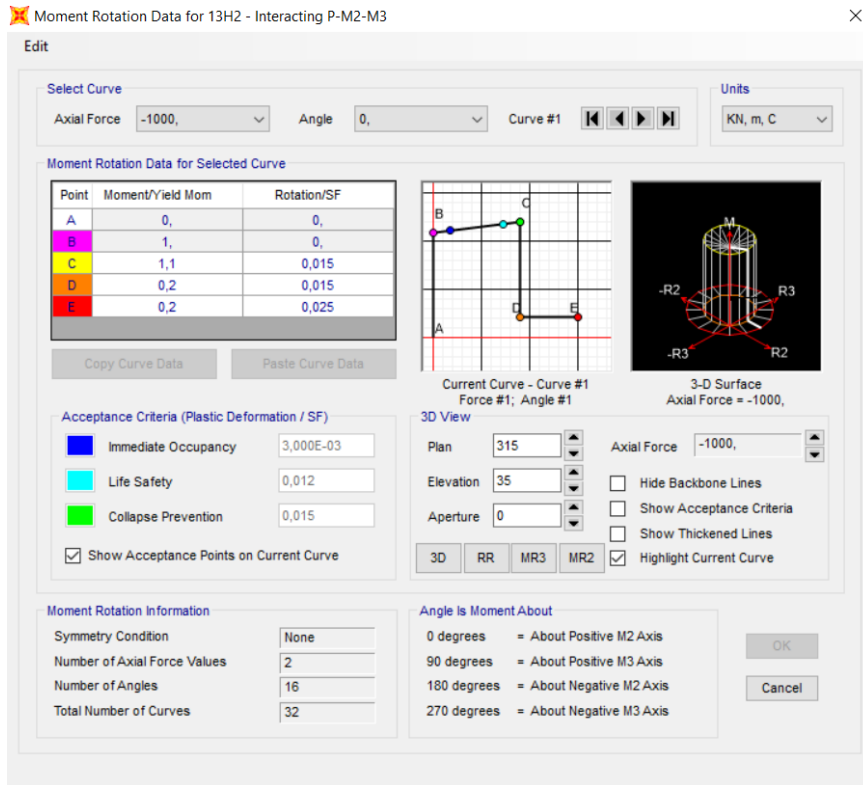 Moment Rotation Data for 13H2 - Interacting P-M2-M3
Edit
Select Curve
Axial Force -1000, Angle 0, Curve #1
Units
KN, m, C
Moment Rotation Data for Selected Curve
Point Moment/Yield Mom Rotation/SF
A 0, 0,
B 1, 0,
C 1,1 0,015
D 0,2 0,015
E 0,2 0,025
Copy Curve Data Paste Curve Data
B C
D E
A
Current Curve - Curve #1
Force #1; Angle #1
M
-R2 R3
-R3 R2
3-D Surface
Axial Force = -1000,
Acceptance Criteria (Plastic Deformation / SF)
Immediate Occupancy 3,000E-03
Life Safety 0,012
Collapse Prevention 0,015
Show Acceptance Points on Current Curve
3D View
Plan 315
Elevation 35
Aperture 0
3D RR MR3 MR2
Axial Force -1000,
Hide Backbone Lines
Show Acceptance Criteria
Show Thickened Lines
Highlight Current Curve
Moment Rotation Information
Symmetry Condition None
Number of Axial Force Values 2
Number of Angles 16
Total Number of Curves 32
Angle Is Moment About
0 degrees = About Positive M2 Axis
90 degrees = About Positive M3 Axis
180 degrees = About Negative M2 Axis
270 degrees = About Negative M3 Axis
OK
Cancel